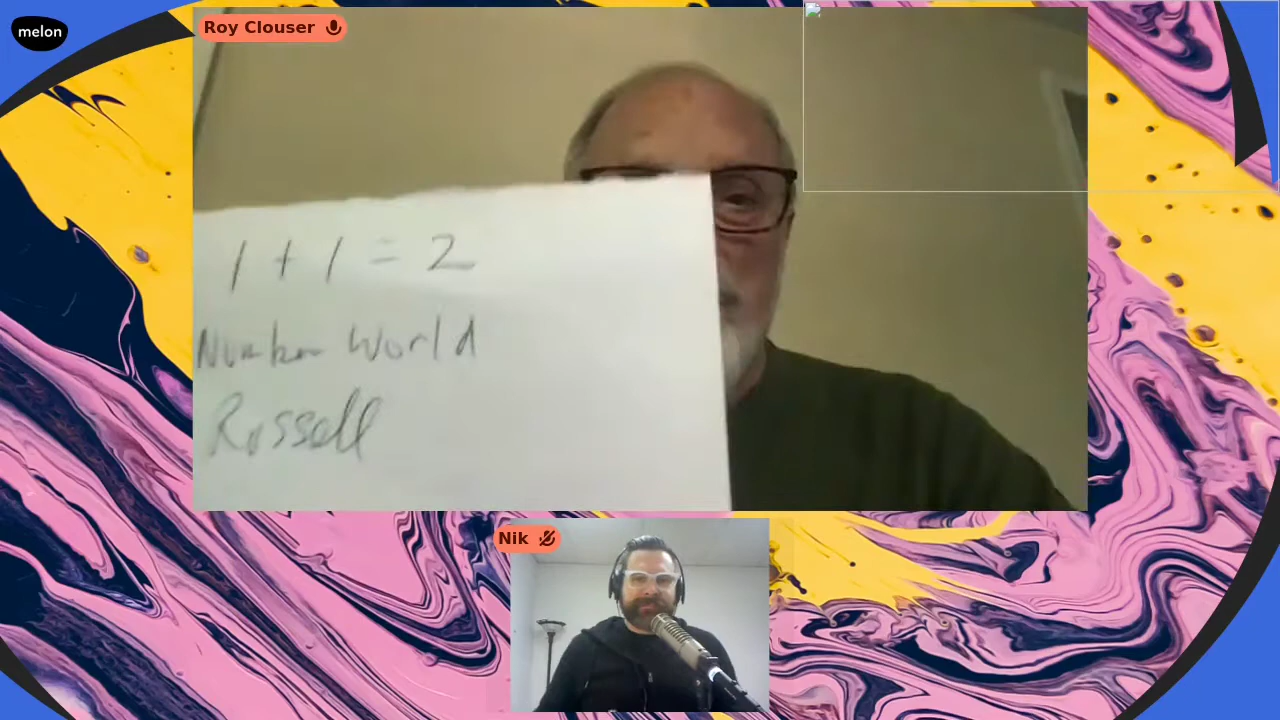 melon
Roy Clouser
1 + 1 = 2
Number World
Russell
Nik